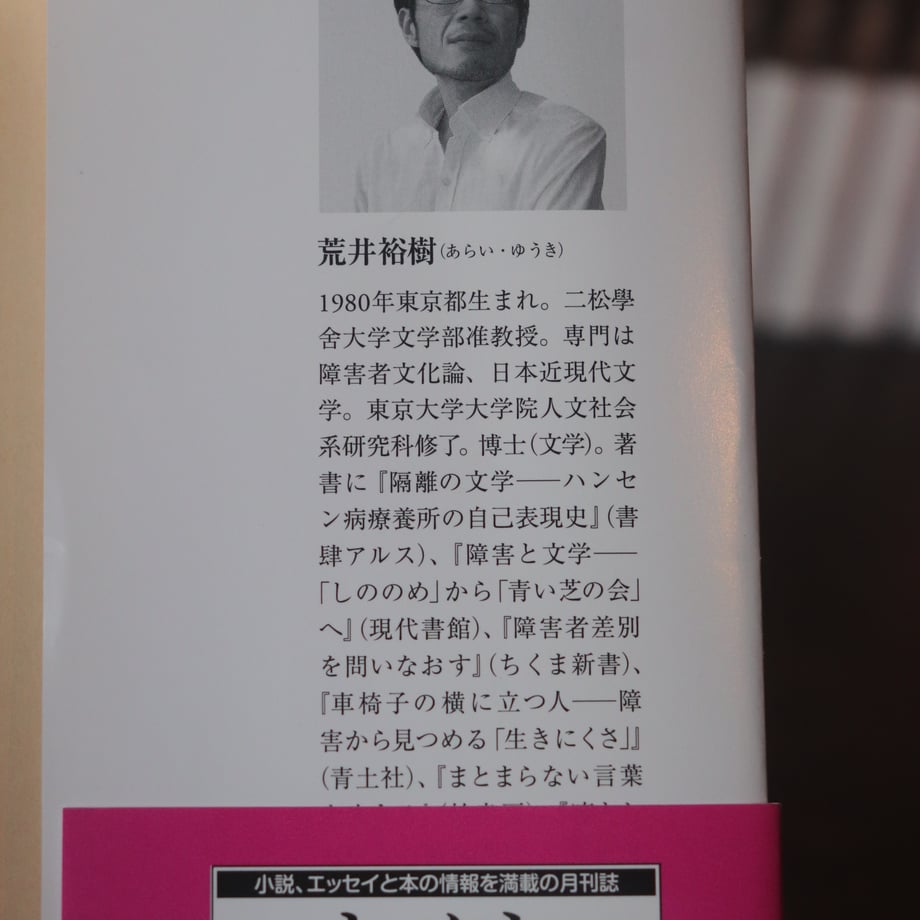 荒井裕樹(あらい・ゆうき)
1980年東京都生まれ。二松學
舍大学文学部准教授。専門は
障害者文化論、日本近現代文
学。東京大学大学院人文社会
系研究科修了。博士(文学)。著
書に『隔離の文学――ハンセ
ン病療養所の自己表現史』(書
肆アルス)、『障害と文学――
「しののめ」から「青い芝の会」
へ』(現代書館)、『障害者差別
を問いなおす』(ちくま新書)、
『車椅子の横に立つ人――障
害から見つめる「生きにくさ」』
(青土社)、『まとまらない言葉
小説、エッセイと本の情報を満載の月刊誌